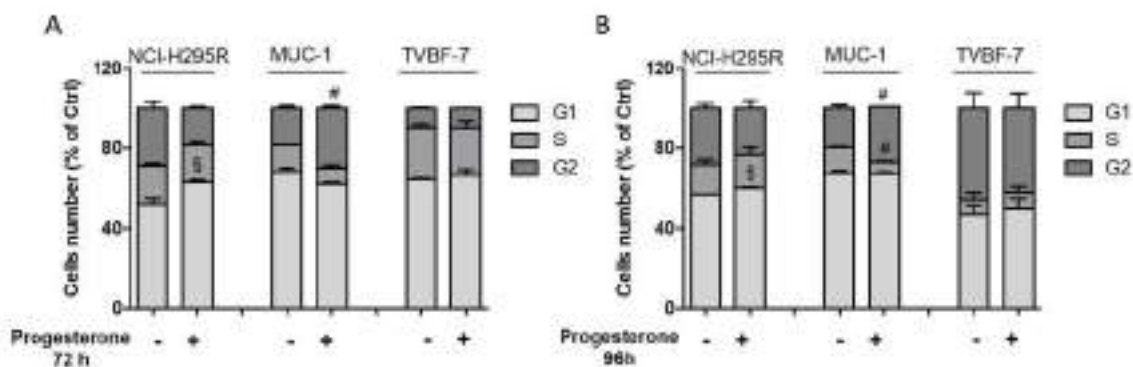 A
B
NCI-H295R MUC-1 TVBF-7
NCI-H295R MUC-1 TVBF-7
Cells number (% of Ctrl)
120
80
40
0
#
§
G1
S
G2
Cells number (% of Ctrl)
120
80
40
0
#
#
§
G1
S
G2
Progesterone - + - + - +
72 h
Progesterone - + - + - +
96h